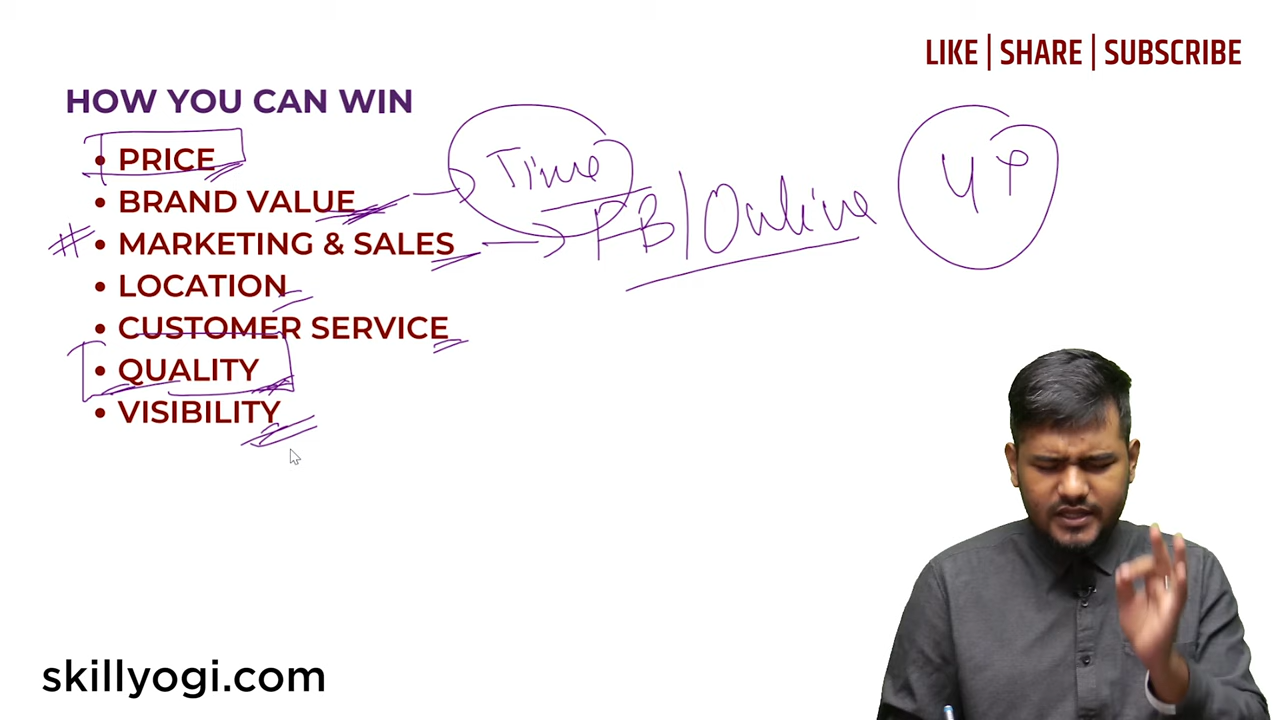 LIKE | SHARE | SUBSCRIBE
HOW YOU CAN WIN
• PRICE
• BRAND VALUE
Time
# • MARKETING & SALES
FB/Online
4P
• LOCATION
• CUSTOMER SERVICE
• QUALITY
• VISIBILITY
skillyogi.com